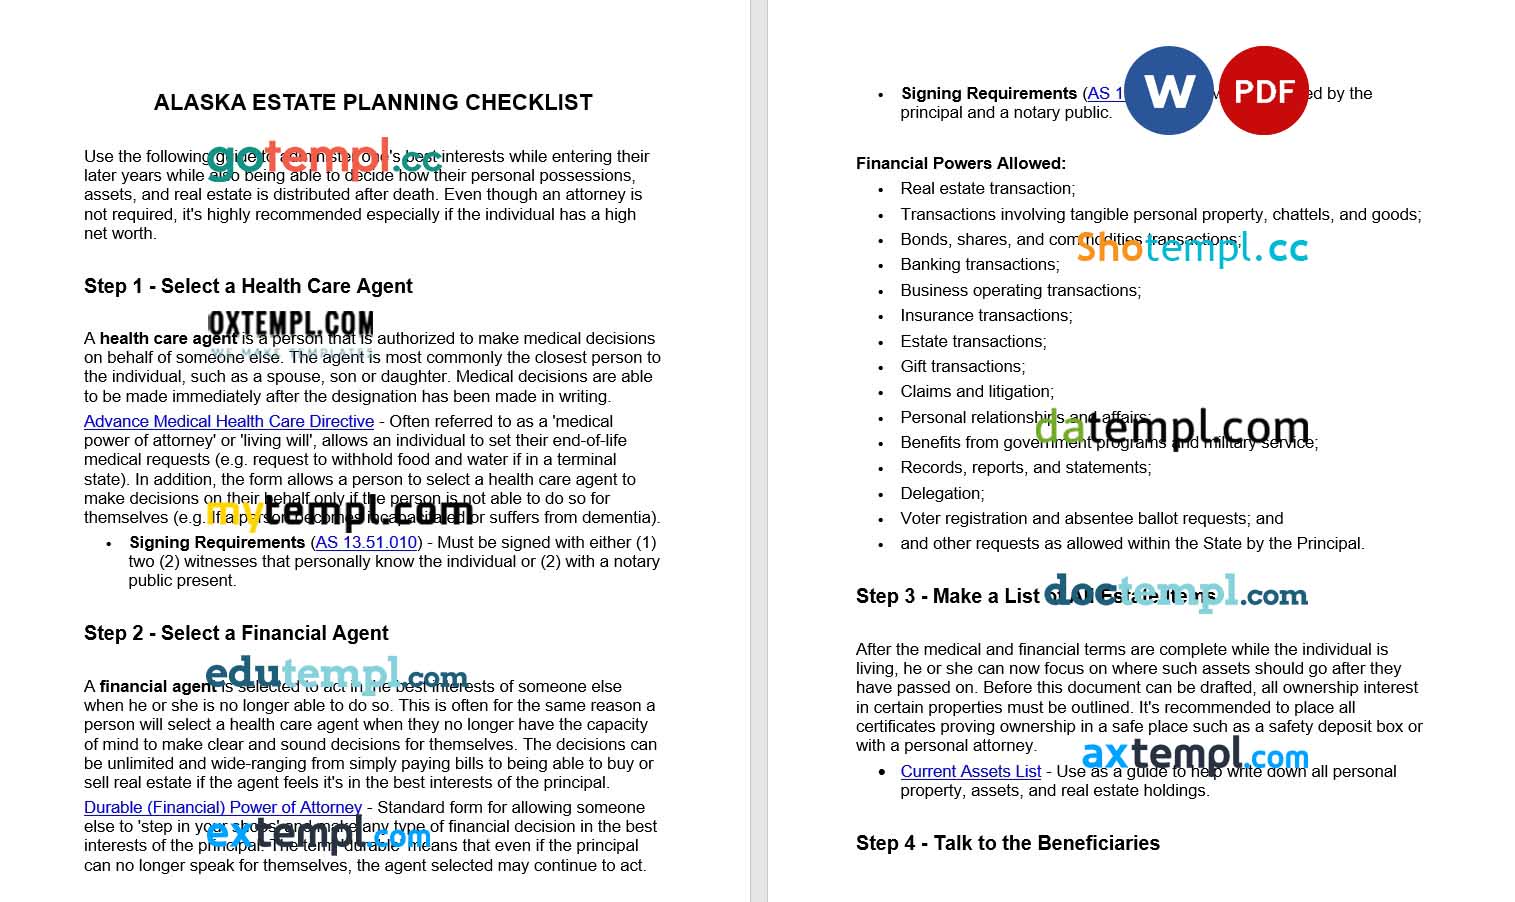 ALASKA ESTATE PLANNING CHECKLIST
gotempl.cc
Use the following guide to administer one's best interests while entering their
later years while also being able to decide how their personal possessions,
assets, and real estate is distributed after death. Even though an attorney is
not required, it's highly recommended especially if the individual has a high
net worth.
Step 1 - Select a Health Care Agent
OXTEMPL.COM
WE MAKE TEMPLATES
A health care agent is a person that is authorized to make medical decisions
on behalf of someone else. The agent is most commonly the closest person to
the individual, such as a spouse, son or daughter. Medical decisions are able
to be made immediately after the designation has been made in writing.
Advance Medical Health Care Directive - Often referred to as a 'medical
power of attorney' or 'living will', allows an individual to set their end-of-life
medical requests (e.g. request to withhold food and water if in a terminal
state). In addition, the form allows a person to select a health care agent to
make decisions on their behalf only if the person is not able to do so for
mytempl.com
themselves (e.g. If a person becomes incapacitated or suffers from dementia).
• Signing Requirements (AS 13.51.010) - Must be signed with either (1)
two (2) witnesses that personally know the individual or (2) with a notary
public present.
Step 2 - Select a Financial Agent
edutempl.com
A financial agent is selected to act in the best interests of someone else
when he or she is no longer able to do so. This is often for the same reason a
person will select a health care agent when they no longer have the capacity
of mind to make clear and sound decisions for themselves. The decisions can
be unlimited and wide-ranging from simply paying bills to being able to buy or
sell real estate if the agent feels it's in the best interests of the principal.
Durable (Financial) Power of Attorney - Standard form for allowing someone
else to 'step in your shoes' and make any type of financial decision in the best
extempl.com
interests of the principal. The term 'durable' means that even if the principal
can no longer speak for themselves, the agent selected may continue to act.
W PDF
• Signing Requirements (AS 1 ed by the
principal and a notary public.
Financial Powers Allowed:
• Real estate transaction;
• Transactions involving tangible personal property, chattels, and goods;
• Bonds, shares, and commodities transactions;
Shotempl.cc
• Banking transactions;
• Business operating transactions;
• Insurance transactions;
• Estate transactions;
• Gift transactions;
• Claims and litigation;
• Personal relationships and affairs;
datempl.com
• Benefits from government programs and military service;
• Records, reports, and statements;
• Delegation;
• Voter registration and absentee ballot requests; and
• and other requests as allowed within the State by the Principal.
Step 3 - Make a List of All Estate Items
doctempl.com
After the medical and financial terms are complete while the individual is
living, he or she can now focus on where such assets should go after they
have passed on. Before this document can be drafted, all ownership interest
in certain properties must be outlined. It's recommended to place all
certificates proving ownership in a safe place such as a safety deposit box or
with a personal attorney.
axtempl.com
• Current Assets List - Use as a guide to help write down all personal
property, assets, and real estate holdings.
Step 4 - Talk to the Beneficiaries